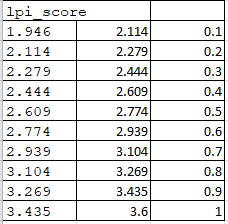 lpi_score
1.946 2.114 0.1
2.114 2.279 0.2
2.279 2.444 0.3
2.444 2.609 0.4
2.609 2.774 0.5
2.774 2.939 0.6
2.939 3.104 0.7
3.104 3.269 0.8
3.269 3.435 0.9
3.435 3.6 1